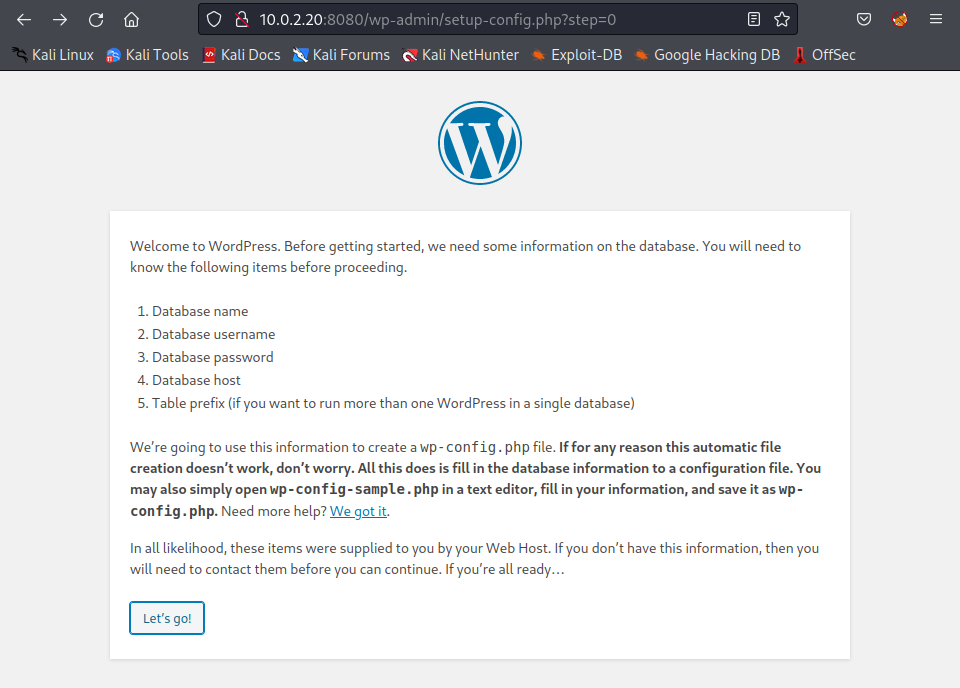 10.0.2.20:8080/wp-admin/setup-config.php?step=0
Kali Linux Kali Tools Kali Docs Kali Forums Kali NetHunter Exploit-DB Google Hacking DB OffSec
W
Welcome to WordPress. Before getting started, we need some information on the database. You will need to
know the following items before proceeding.
1. Database name
2. Database username
3. Database password
4. Database host
5. Table prefix (if you want to run more than one WordPress in a single database)
We’re going to use this information to create a wp-config.php file. If for any reason this automatic file
creation doesn’t work, don’t worry. All this does is fill in the database information to a configuration file. You
may also simply open wp-config-sample.php in a text editor, fill in your information, and save it as wp-
config.php. Need more help? We got it.
In all likelihood, these items were supplied to you by your Web Host. If you don’t have this information, then you
will need to contact them before you can continue. If you’re all ready…
Let’s go!